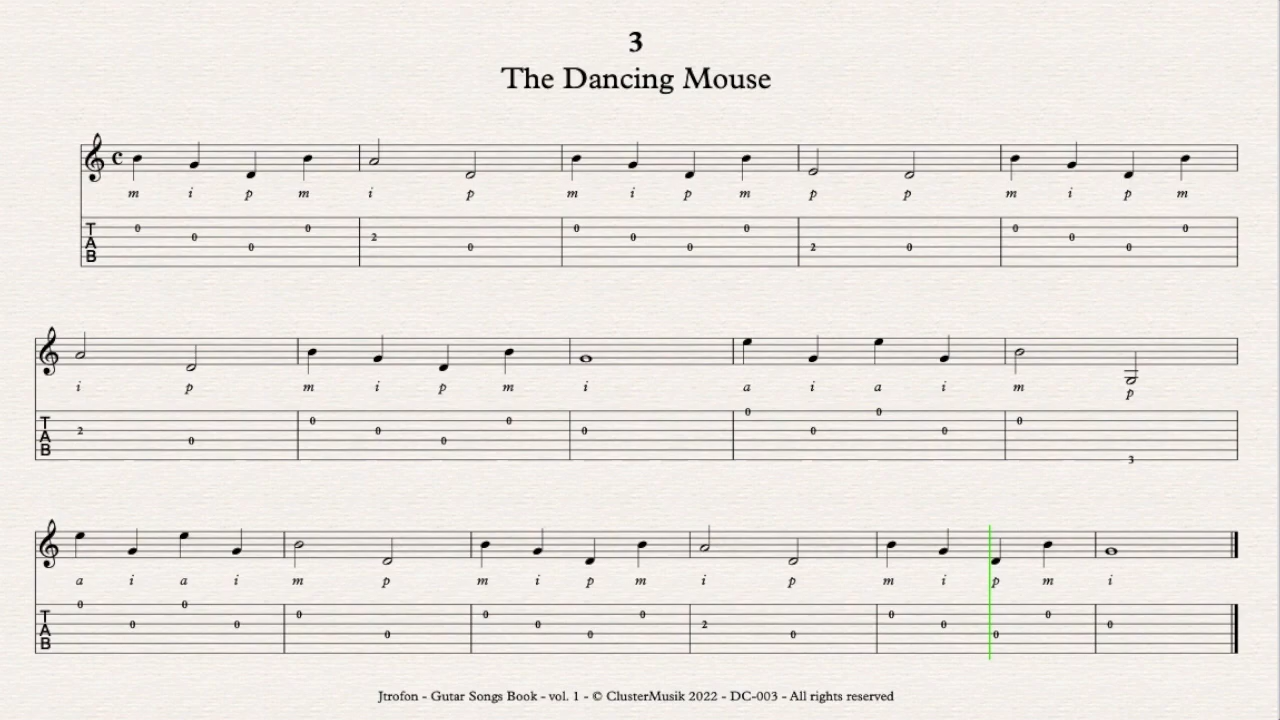 3
The Dancing Mouse
m i p m i p m i p m p p m i p m
T 0 0 0 0 2 0 0 0 0 0 2 0 0 0 0 0
A
B
i p m i p m i a i a i m p
T 2 0 0 0 0 0 0 0 0 0 0 0 3
A
B
a i a i m p m i p m i p m i p m i
T 0 0 0 0 0 0 0 0 0 0 2 0 0 0 0 0 0
A
B
Jtrofon - Gutar Songs Book - vol. 1 - © ClusterMusik 2022 - DC-003 - All rights reserved